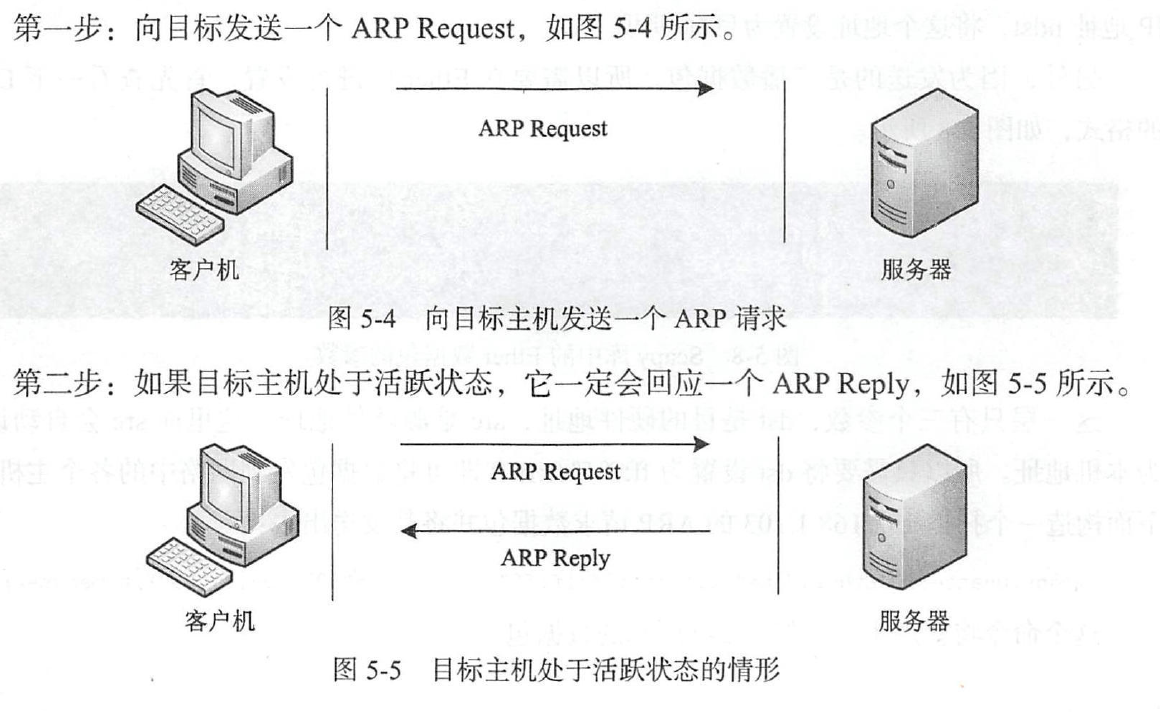 第一步：向目标发送一个 ARP Request，如图 5-4 所示。
ARP Request
客户机
服务器
图 5-4 向目标主机发送一个 ARP 请求
第二步：如果目标主机处于活跃状态，它一定会回应一个 ARP Reply，如图 5-5 所示。
ARP Request
ARP Reply
客户机
服务器
图 5-5 目标主机处于活跃状态的情形